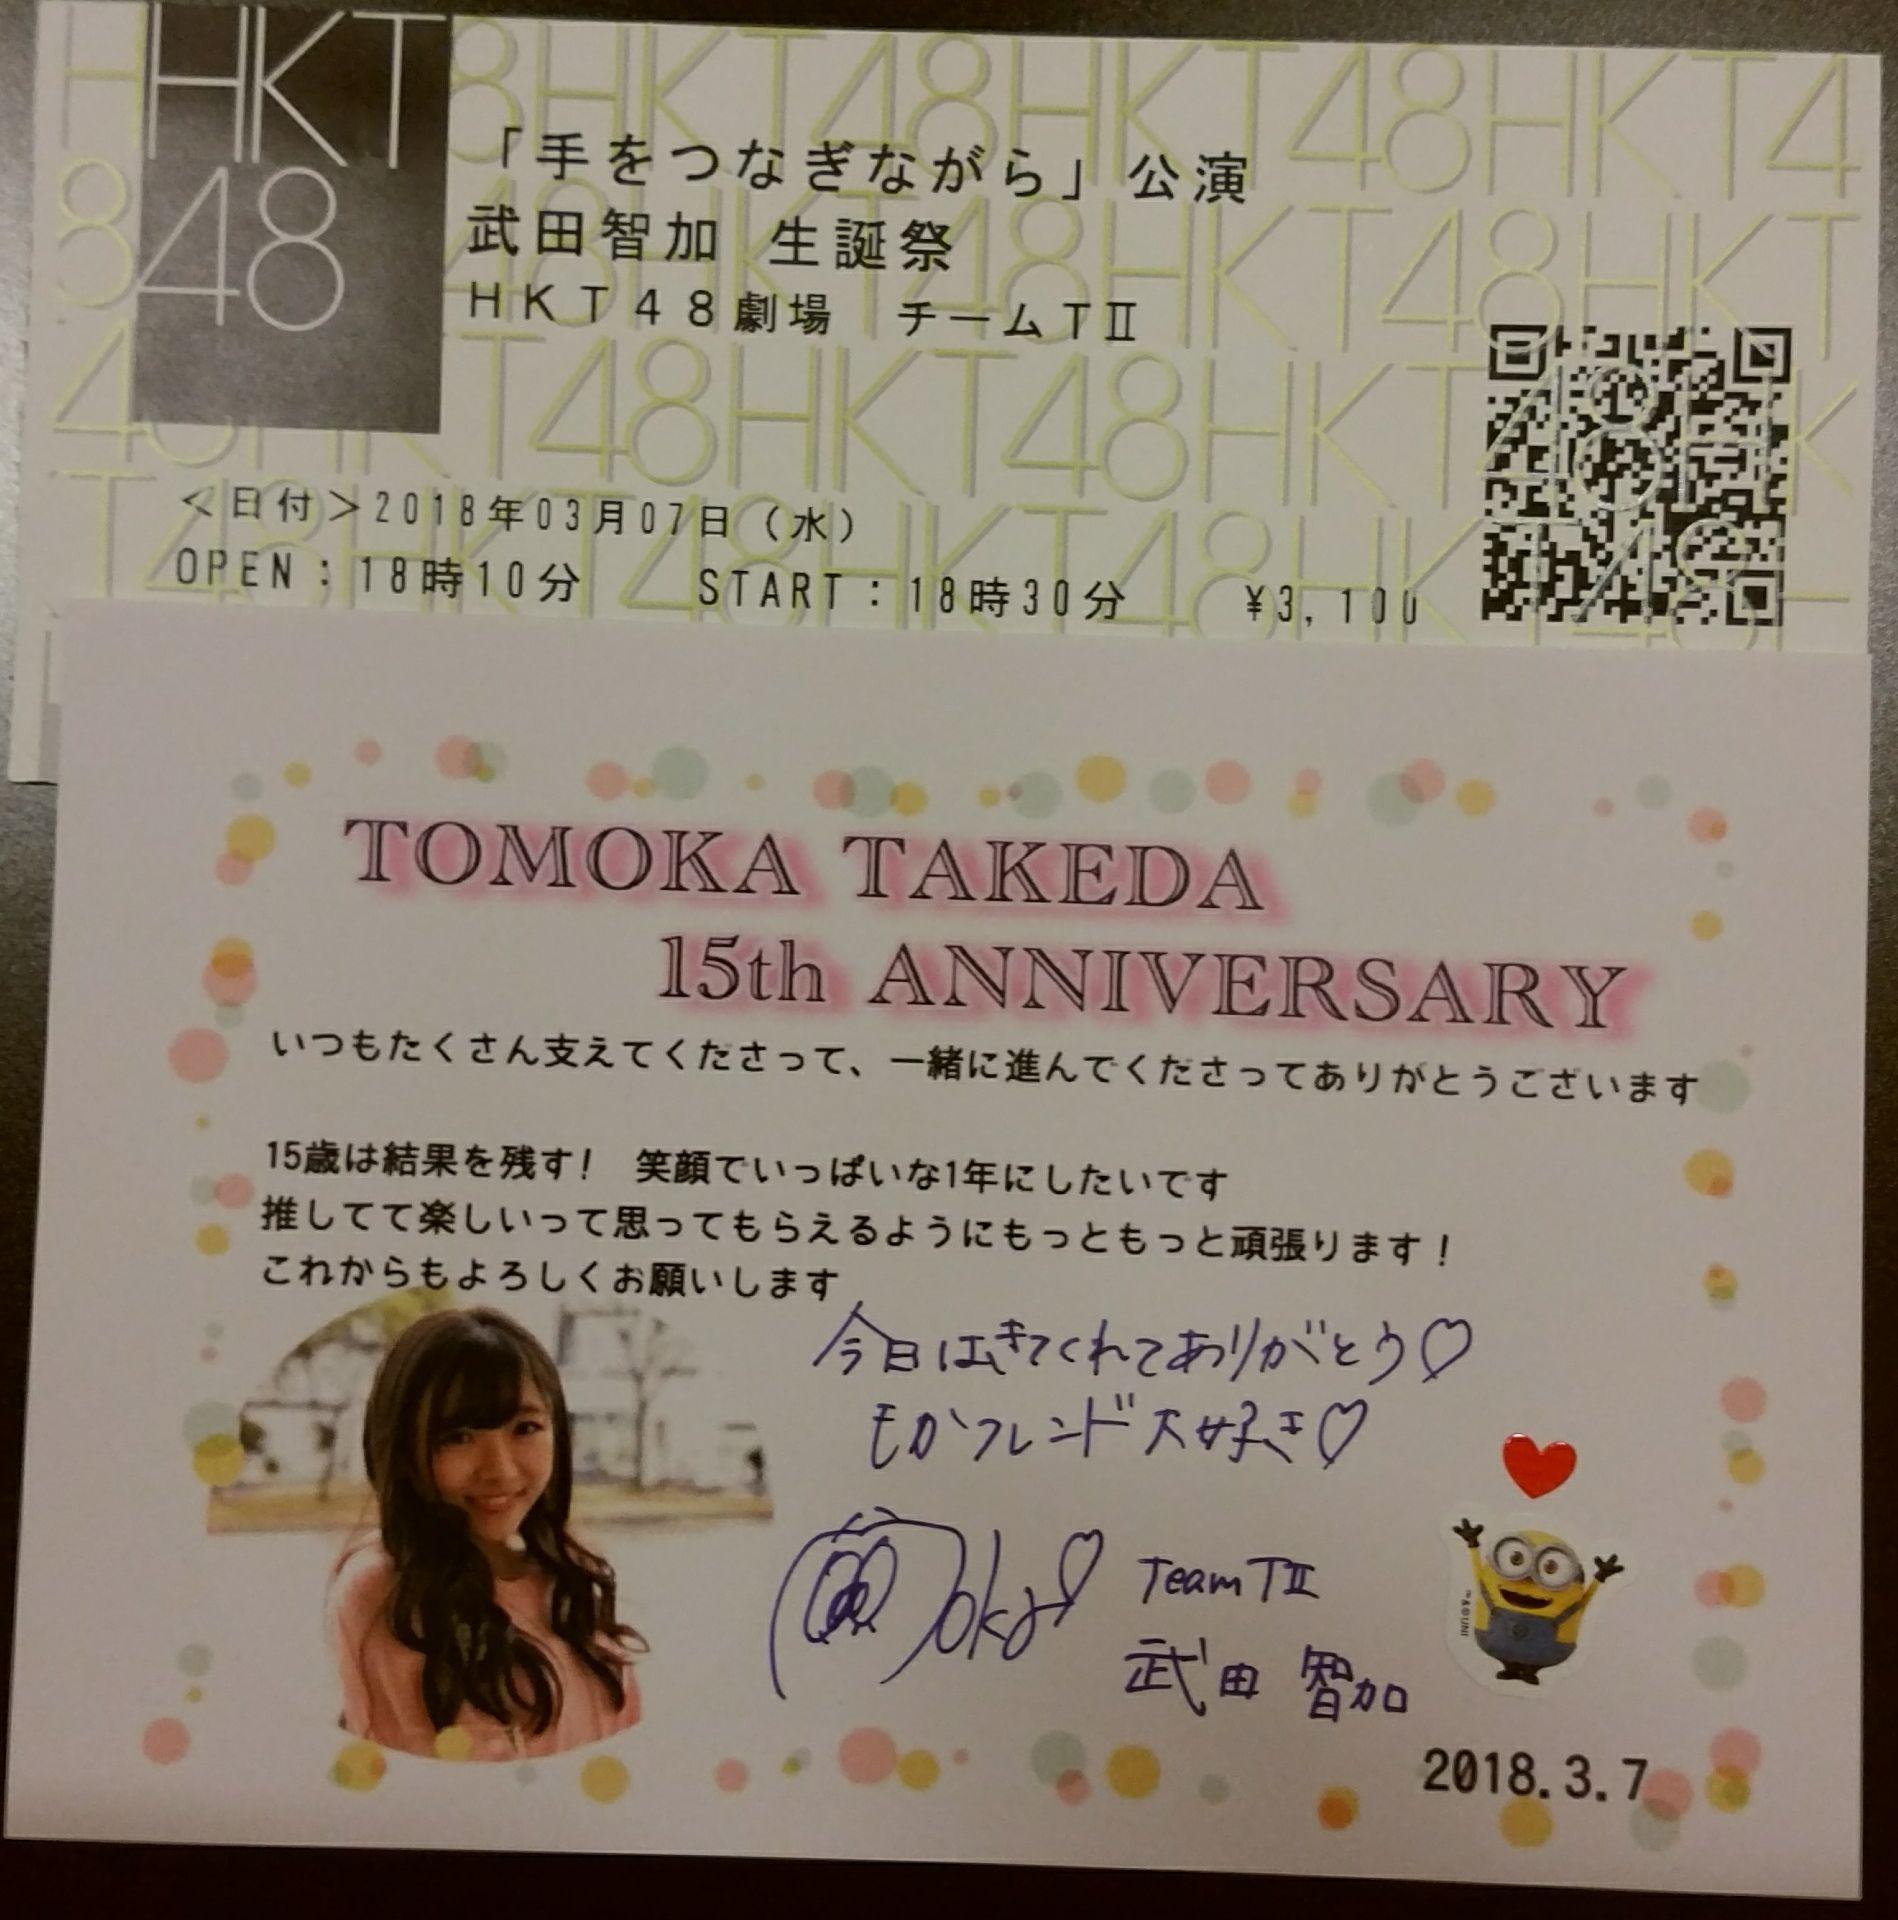 HKT
48
「手をつなぎながら」公演
武田智加 生誕祭
HKT48劇場 チームTⅡ
<日付>2018年03月07日(水)
OPEN:18時10分 START:18時30分 ¥3,100
TOMOKA TAKEDA
15th ANNIVERSARY
いつもたくさん支えてくださって、一緒に進んでくださってありがとうございます
15歳は結果を残す! 笑顔でいっぱいな1年にしたいです
推してて楽しいって思ってもらえるようにもっともっと頑張ります!
これからもよろしくお願いします
今日はきてくれてありがとう♡
もかフレンド大好き♡
Team TⅡ
武田 智加
2018.3.7